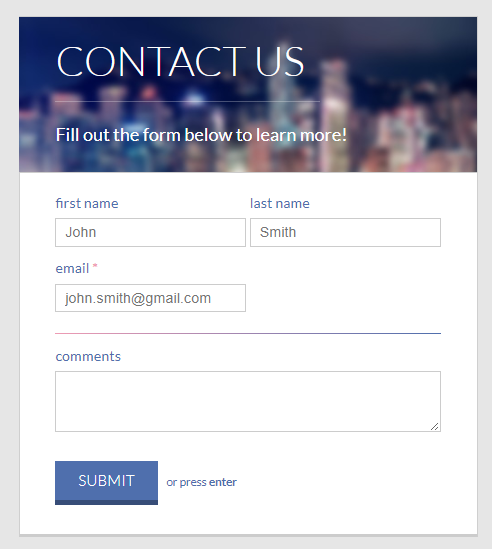 CONTACT US
Fill out the form below to learn more!
first name last name
John Smith
email *
john.smith@gmail.com
comments
SUBMIT or press enter